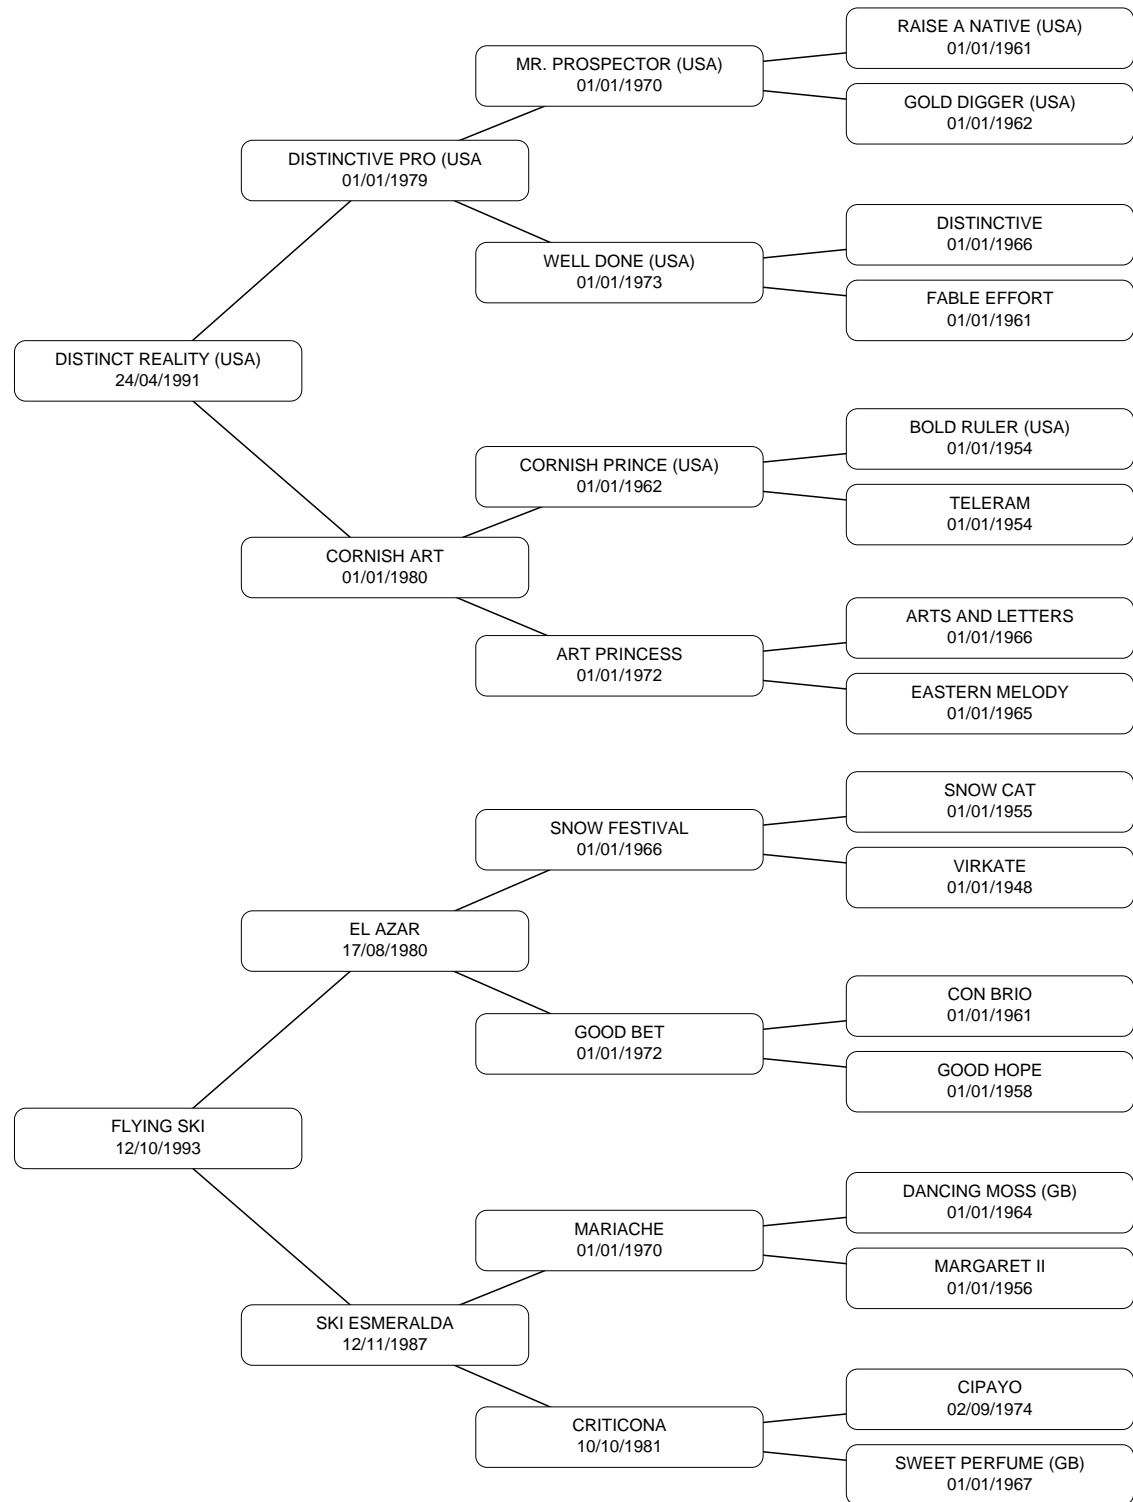 RAISE A NATIVE (USA)
01/01/1961
MR. PROSPECTOR (USA)
01/01/1970
GOLD DIGGER (USA)
01/01/1962
DISTINCTIVE PRO (USA
01/01/1979
DISTINCTIVE
01/01/1966
WELL DONE (USA)
01/01/1973
FABLE EFFORT
01/01/1961
DISTINCT REALITY (USA)
24/04/1991
BOLD RULER (USA)
01/01/1954
CORNISH PRINCE (USA)
01/01/1962
TELERAM
01/01/1954
CORNISH ART
01/01/1980
ARTS AND LETTERS
01/01/1966
ART PRINCESS
01/01/1972
EASTERN MELODY
01/01/1965
SNOW CAT
01/01/1955
SNOW FESTIVAL
01/01/1966
VIRKATE
01/01/1948
EL AZAR
17/08/1980
CON BRIO
01/01/1961
GOOD BET
01/01/1972
GOOD HOPE
01/01/1958
FLYING SKI
12/10/1993
DANCING MOSS (GB)
01/01/1964
MARIACHE
01/01/1970
MARGARET II
01/01/1956
SKI ESMERALDA
12/11/1987
CIPAYO
02/09/1974
CRITICONA
10/10/1981
SWEET PERFUME (GB)
01/01/1967